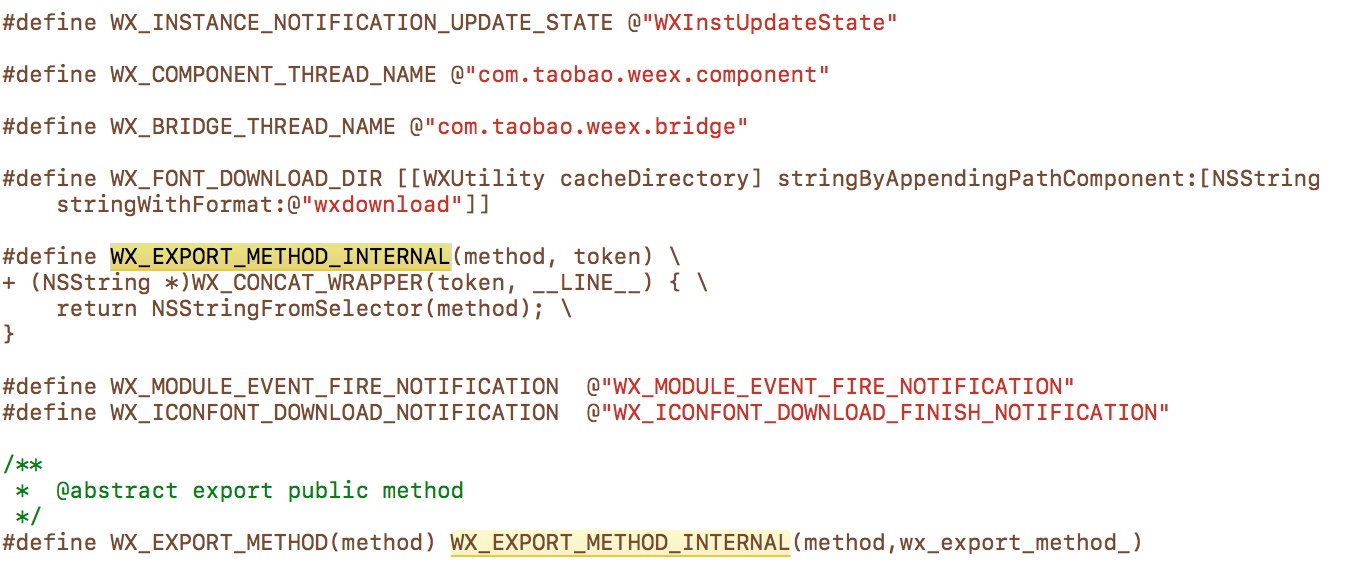 #define WX_INSTANCE_NOTIFICATION_UPDATE_STATE @"WXInstUpdateState"
#define WX_COMPONENT_THREAD_NAME @"com.taobao.weex.component"
#define WX_BRIDGE_THREAD_NAME @"com.taobao.weex.bridge"
#define WX_FONT_DOWNLOAD_DIR [[WXUtility cacheDirectory] stringByAppendingPathComponent:[NSString
    stringWithFormat:@"wxdownload"]]
#define WX_EXPORT_METHOD_INTERNAL(method, token) \
+ (NSString *)WX_CONCAT_WRAPPER(token, __LINE__) { \
    return NSStringFromSelector(method); \
}
#define WX_MODULE_EVENT_FIRE_NOTIFICATION  @"WX_MODULE_EVENT_FIRE_NOTIFICATION"
#define WX_ICONFONT_DOWNLOAD_NOTIFICATION  @"WX_ICONFONT_DOWNLOAD_FINISH_NOTIFICATION"
/**
 *  @abstract export public method
 */
#define WX_EXPORT_METHOD(method) WX_EXPORT_METHOD_INTERNAL(method,wx_export_method_)